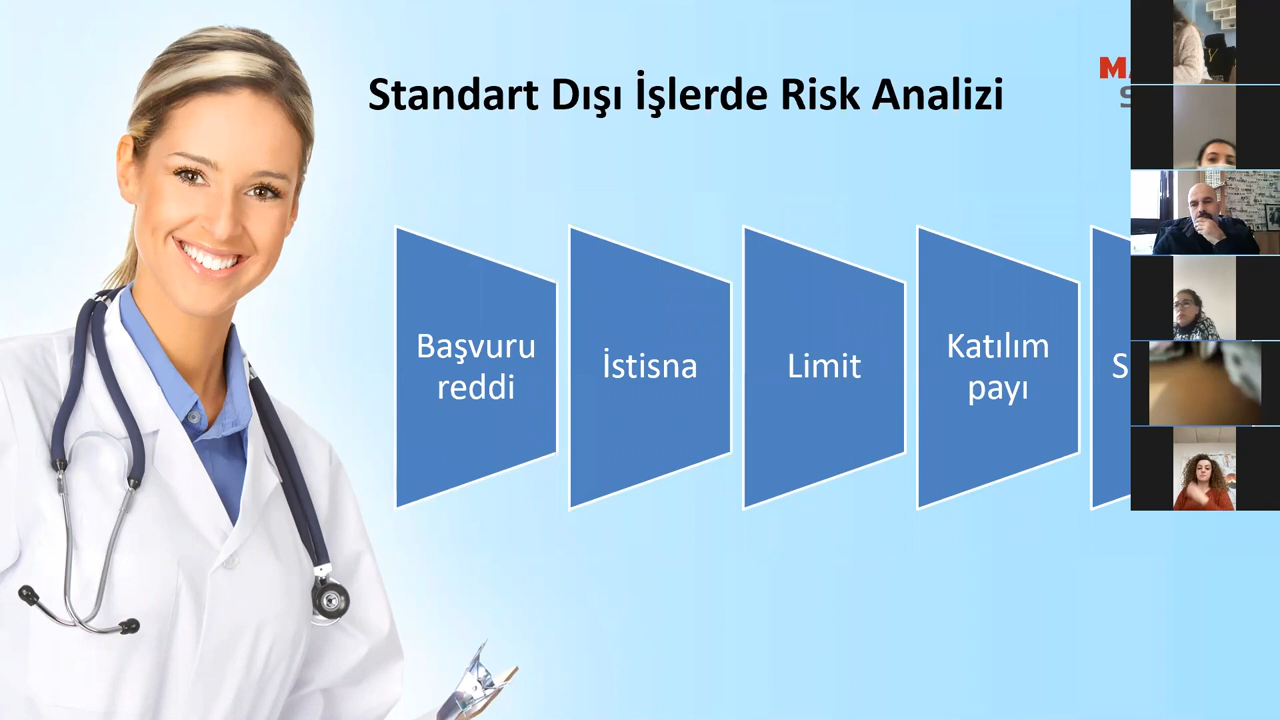 Standart Dışı İşlerde Risk Analizi
Başvuru
reddi
İstisna
Limit
Katılım
payı